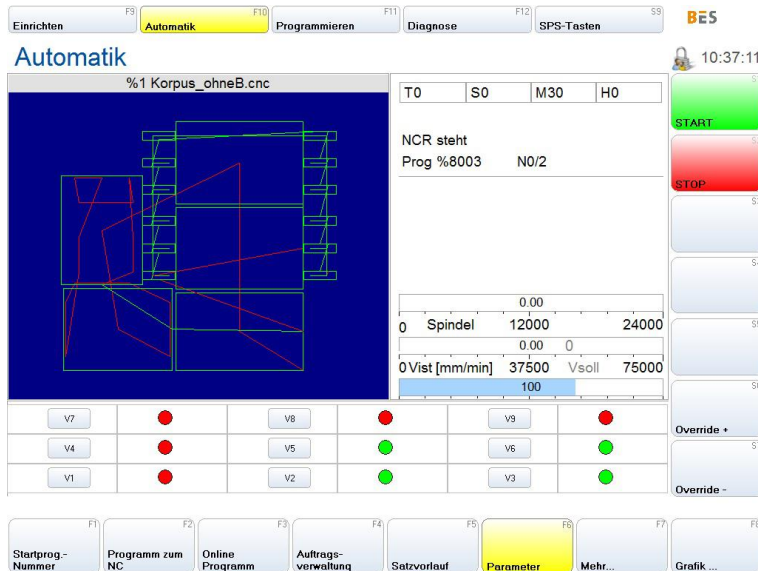 F9 F10 F11 F12 S9
Einrichten Automatik Programmieren Diagnose SPS-Tasten
BES
Automatik
10:37:11
%1 Korpus_ohneB.cnc
T0 S0 M30 H0
START
NCR steht
Prog %8003 N0/2
STOP
0.00
0 Spindel 12000 24000
0.00 0
0 Vist [mm/min] 37500 Vsoll 75000
100
V7 V8 V9
Override +
V4 V5 V6
V1 V2 V3
Override -
F1 F2 F3 F4 F5 F6 F7
Startprog.- Programm zum Online Auftrags-
Nummer NC Programm verwaltung Satzvorlauf Parameter Mehr... Grafik ...